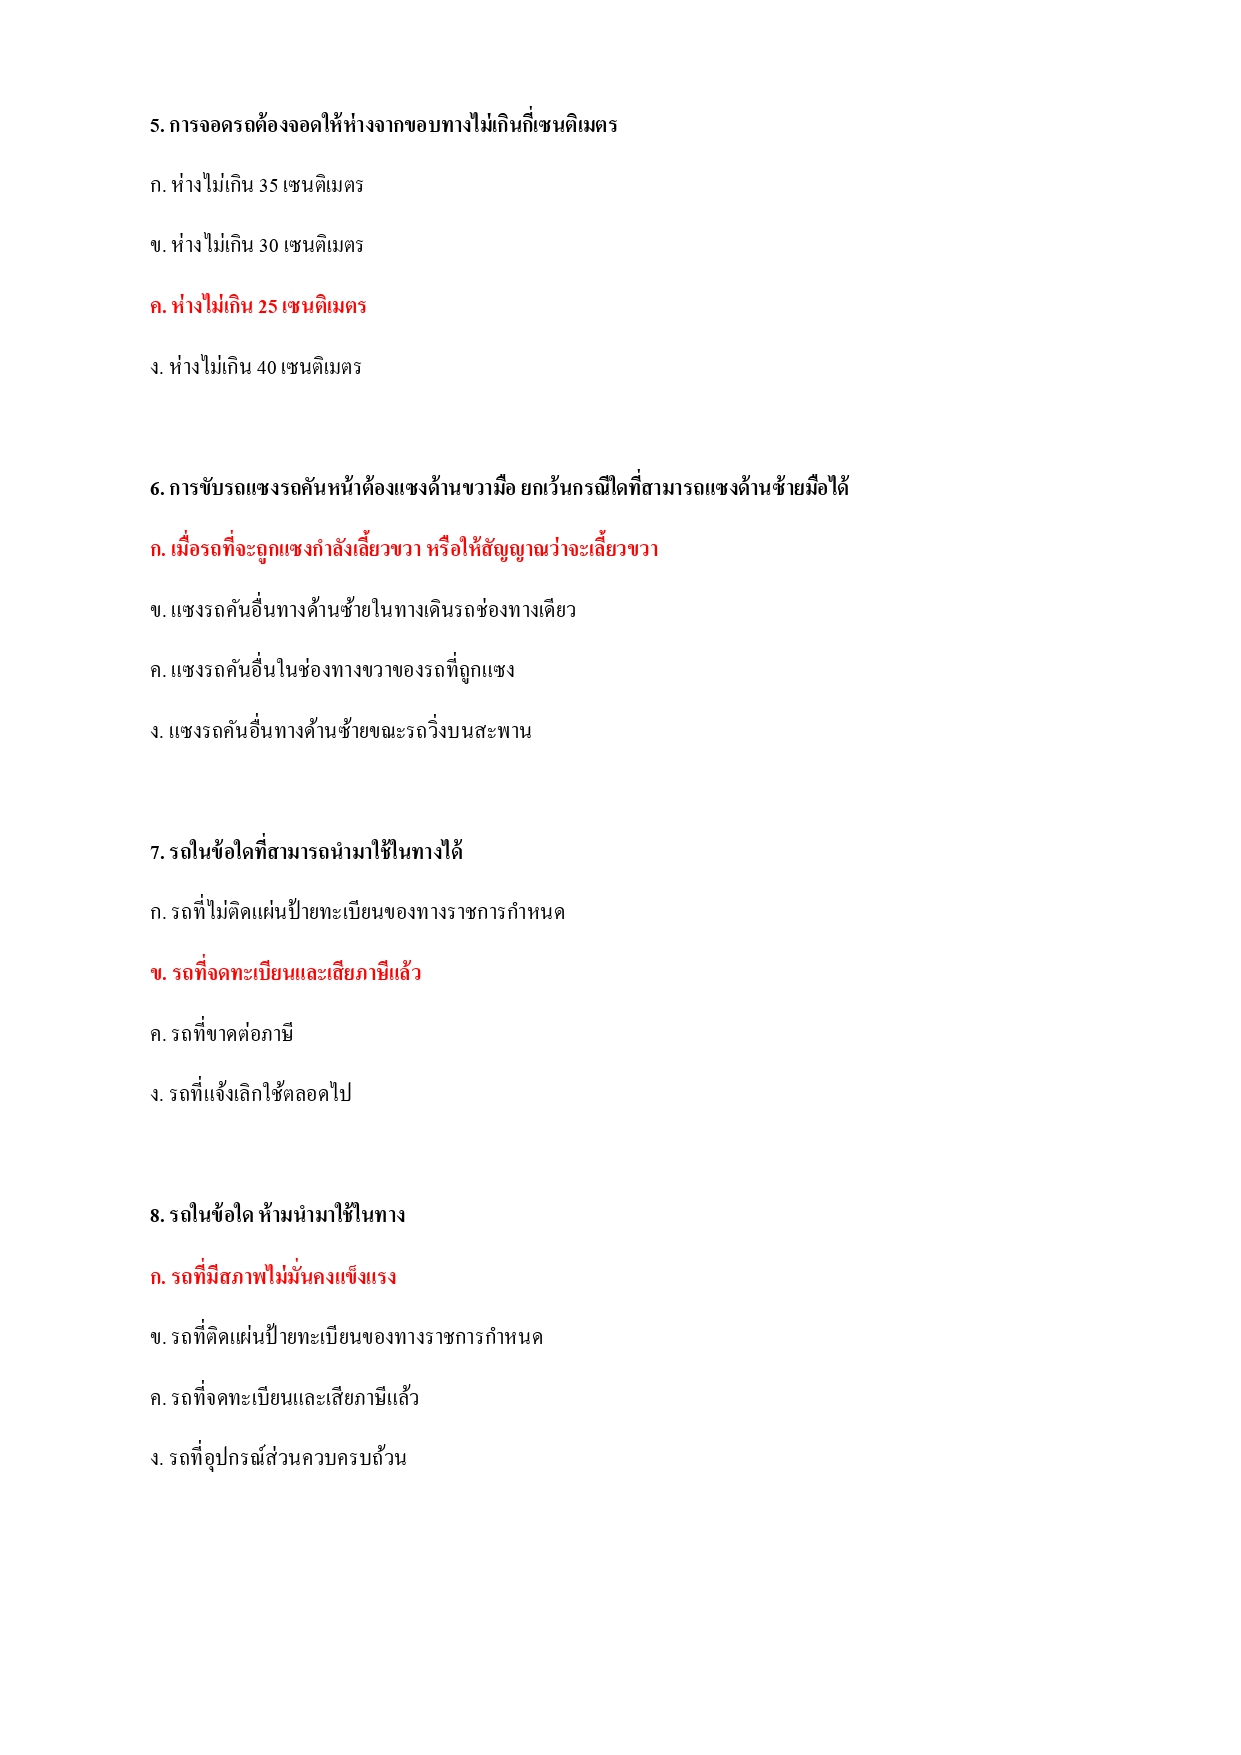 5. การจอดรถต้องจอดให้ห่างจากขอบทางไม่เกินกี่เซนติเมตร
ก. ห่างไม่เกิน 35 เซนติเมตร
ข. ห่างไม่เกิน 30 เซนติเมตร
ค. ห่างไม่เกิน 25 เซนติเมตร
ง. ห่างไม่เกิน 40 เซนติเมตร
6. การขับรถแซงรถคันหน้าต้องแซงด้านขวามือ ยกเว้นกรณีใดที่สามารถแซงด้านซ้ายมือได้
ก. เมื่อรถที่จะถูกแซงกำลังเลี้ยวขวา หรือให้สัญญาณว่าจะเลี้ยวขวา
ข. แซงรถคันอื่นทางด้านซ้ายในทางเดินรถช่องทางเดียว
ค. แซงรถคันอื่นในช่องทางขวาของรถที่ถูกแซง
ง. แซงรถคันอื่นทางด้านซ้ายขณะรถวิ่งบนสะพาน
7. รถในข้อใดที่สามารถนำมาใช้ในทางได้
ก. รถที่ไม่ติดแผ่นป้ายทะเบียนของทางราชการกำหนด
ข. รถที่จดทะเบียนและเสียภาษีแล้ว
ค. รถที่ขาดต่อภาษี
ง. รถที่แจ้งเลิกใช้ตลอดไป
8. รถในข้อใด ห้ามนำมาใช้ในทาง
ก. รถที่มีสภาพไม่มั่นคงแข็งแรง
ข. รถที่ติดแผ่นป้ายทะเบียนของทางราชการกำหนด
ค. รถที่จดทะเบียนและเสียภาษีแล้ว
ง. รถที่อุปกรณ์ส่วนควบครบถ้วน